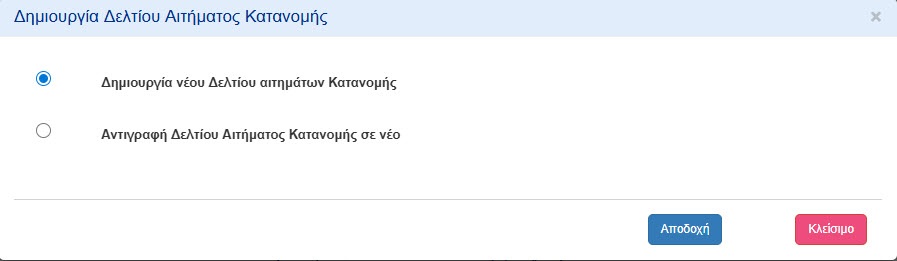 Δημιουργία Δελτίου Αιτήματος Κατανομής
Δημιουργία νέου Δελτίου αιτημάτων Κατανομής
Αντιγραφή Δελτίου Αιτήματος Κατανομής σε νέο
Αποδοχή Κλείσιμο